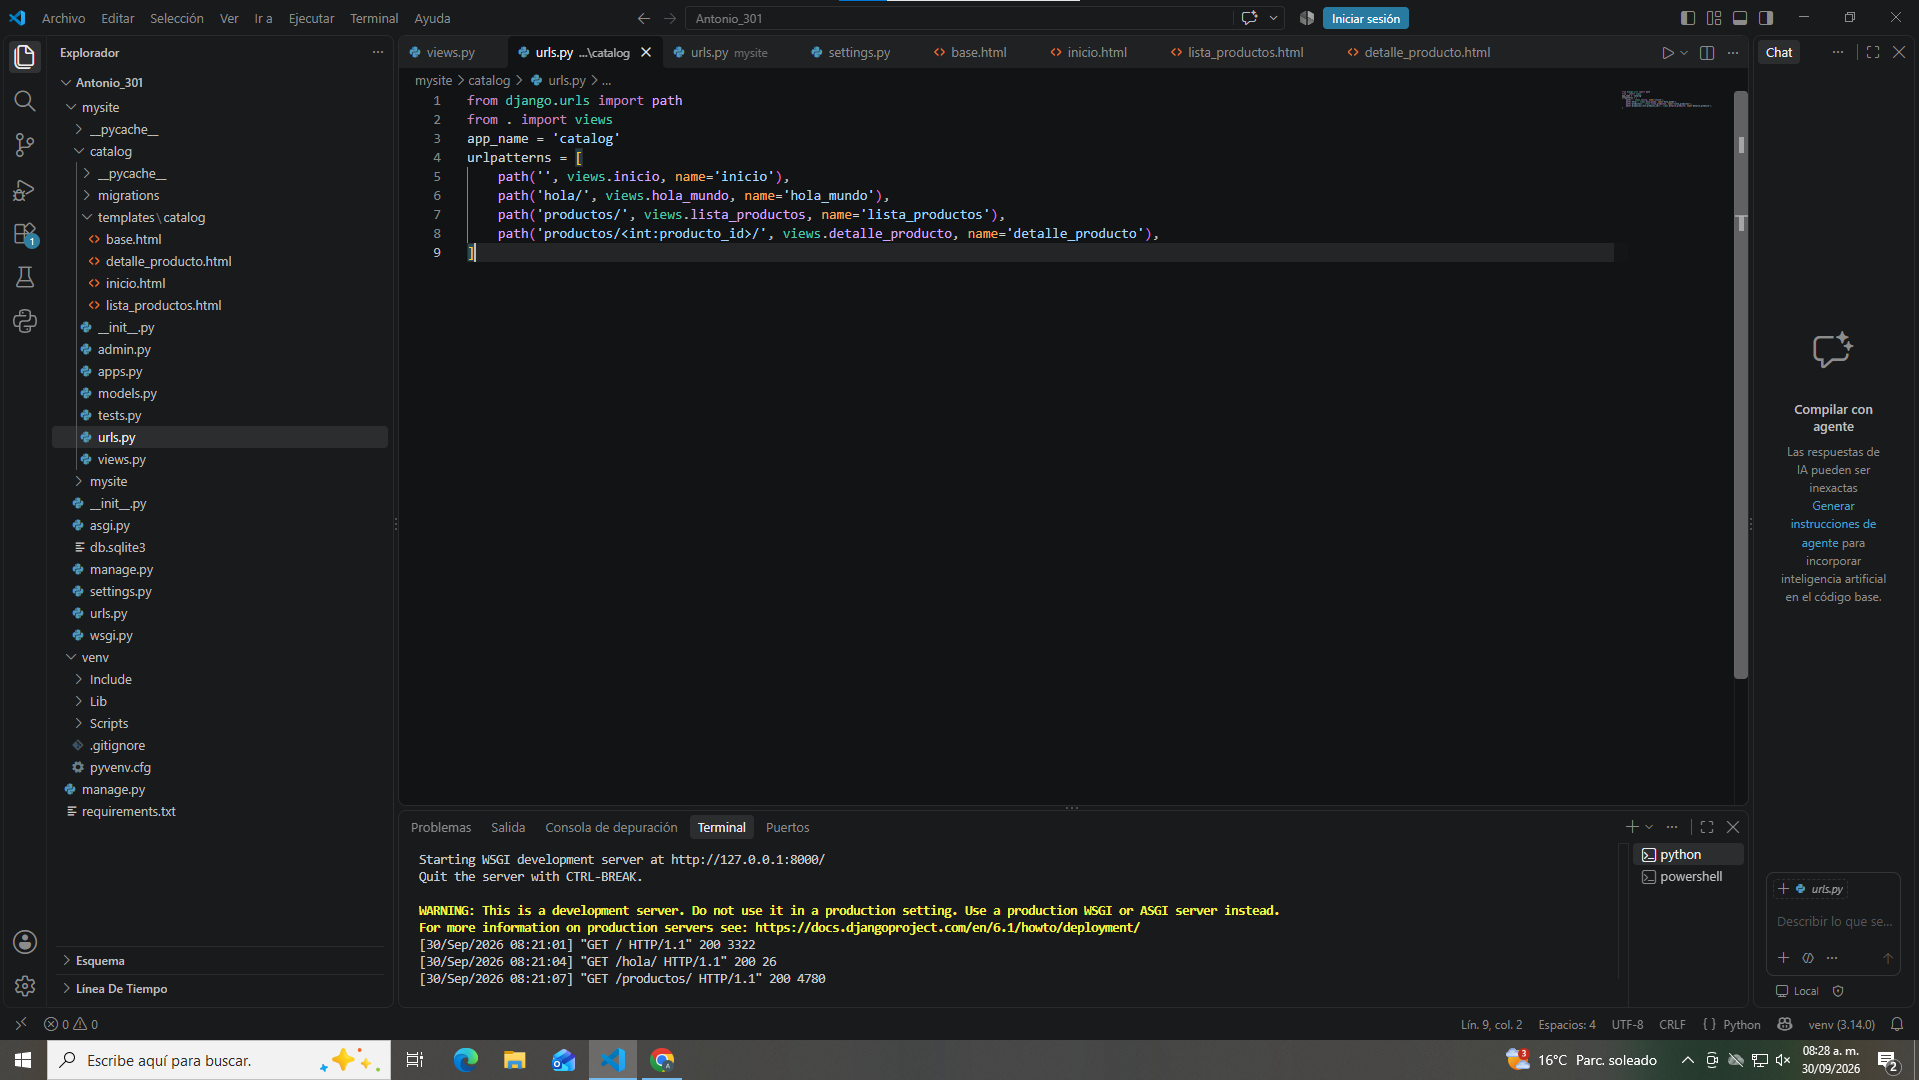 Archivo Editar Selección Ver Ir a Ejecutar Terminal Ayuda
Antonio_301
Iniciar sesión
Explorador
Antonio_301
mysite
__pycache__
catalog
__pycache__
migrations
templates\catalog
base.html
detalle_producto.html
inicio.html
lista_productos.html
__init__.py
admin.py
apps.py
models.py
tests.py
urls.py
views.py
mysite
__init__.py
asgi.py
db.sqlite3
manage.py
settings.py
urls.py
wsgi.py
venv
Include
Lib
Scripts
.gitignore
pyvenv.cfg
manage.py
requirements.txt
Esquema
Línea De Tiempo
1
views.py
urls.py ...\catalog
urls.py mysite
settings.py
base.html
inicio.html
lista_productos.html
detalle_producto.html
mysite > catalog > urls.py > ...
1 from django.urls import path
2 from . import views
3 app_name = 'catalog'
4 urlpatterns = [
5 path('', views.inicio, name='inicio'),
6 path('hola/', views.hola_mundo, name='hola_mundo'),
7 path('productos/', views.lista_productos, name='lista_productos'),
8 path('productos/<int:producto_id>/', views.detalle_producto, name='detalle_producto'),
9 ]
Problemas Salida Consola de depuración Terminal Puertos
Starting WSGI development server at http://127.0.0.1:8000/
Quit the server with CTRL-BREAK.
WARNING: This is a development server. Do not use it in a production setting. Use a production WSGI or ASGI server instead.
For more information on production servers see: https://docs.djangoproject.com/en/6.1/howto/deployment/
[30/Sep/2026 08:21:01] "GET / HTTP/1.1" 200 3322
[30/Sep/2026 08:21:04] "GET /hola/ HTTP/1.1" 200 26
[30/Sep/2026 08:21:07] "GET /productos/ HTTP/1.1" 200 4780
python
powershell
Chat
Compilar con
agente
Las respuestas de
IA pueden ser
inexactas
Generar
instrucciones de
agente para
incorporar
inteligencia artificial
en el código base.
urls.py
Describir lo que se...
Local
0 0
Lín. 9, col. 2 Espacios: 4 UTF-8 CRLF { } Python venv (3.14.0)
Escribe aquí para buscar.
3
16°C Parc. soleado
08:28 a. m.
30/09/2026
2